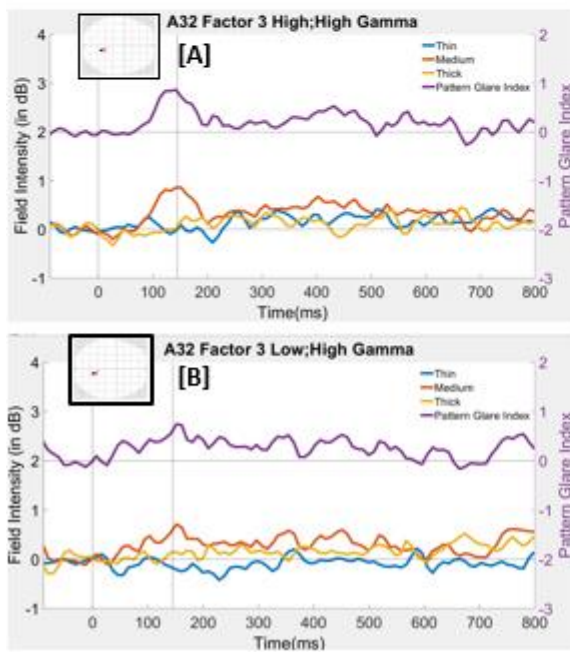 A32 Factor 3 High;High Gamma
[A]
Thin
Medium
Thick
Pattern Glare Index
Field Intensity (in dB)
4
3
2
1
0
-1
2
1
0
-1
-2
-3
Pattern Glare Index
0 100 200 300 400 500 600 700 800
Time(ms)
A32 Factor 3 Low;High Gamma
[B]
Thin
Medium
Thick
Pattern Glare Index
Field Intensity (in dB)
4
3
2
1
0
-1
2
1
0
-1
-2
-3
Pattern Glare Index
0 100 200 300 400 500 600 700 800
Time(ms)